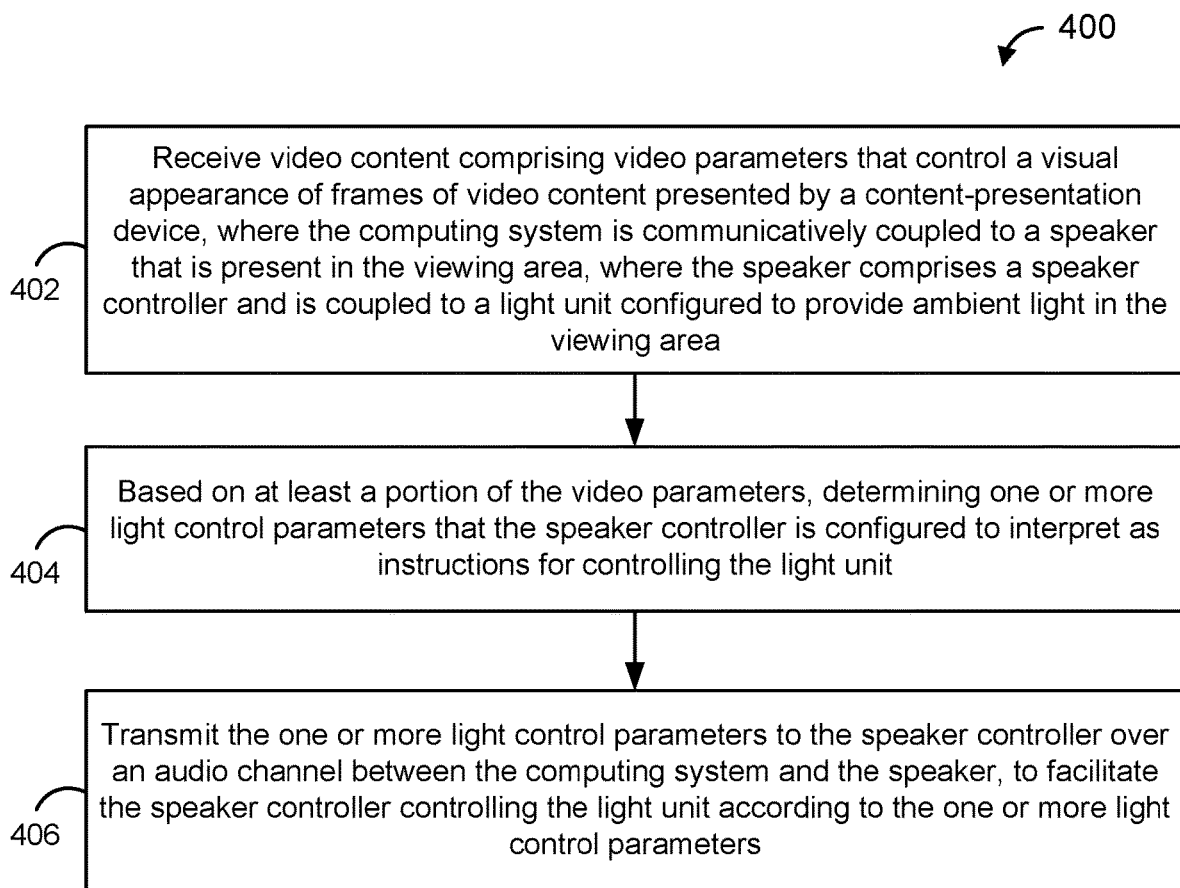 400
Receive video content comprising video parameters that control a visual
appearance of frames of video content presented by a content-presentation
device, where the computing system is communicatively coupled to a speaker
that is present in the viewing area, where the speaker comprises a speaker
controller and is coupled to a light unit configured to provide ambient light in the
viewing area
402
Based on at least a portion of the video parameters, determining one or more
light control parameters that the speaker controller is configured to interpret as
instructions for controlling the light unit
404
Transmit the one or more light control parameters to the speaker controller over
an audio channel between the computing system and the speaker, to facilitate
the speaker controller controlling the light unit according to the one or more light
control parameters
406